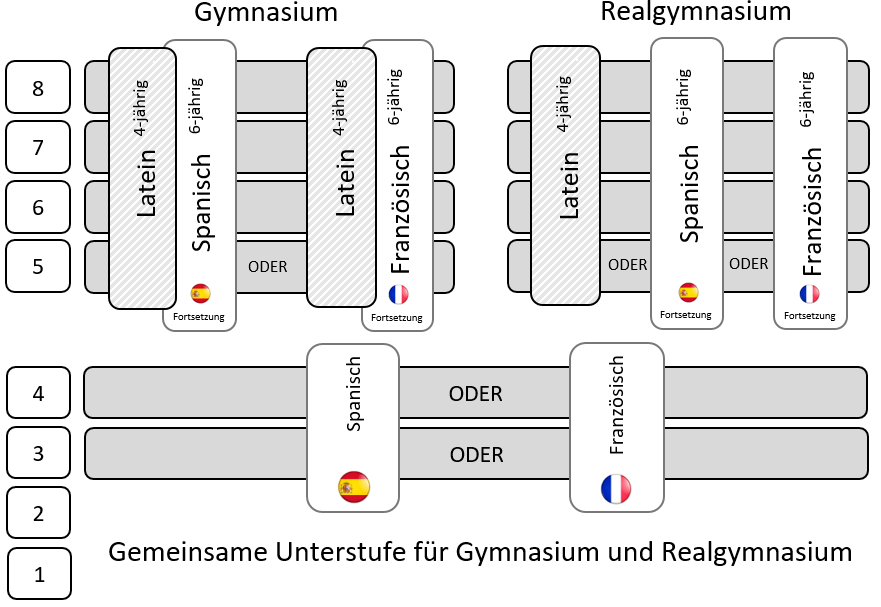 Gymnasium
Realgymnasium
8
7
6
5
Latein 4-jährig
Spanisch 6-jährig
Fortsetzung
ODER
Latein 4-jährig
Französisch 6-jährig
Fortsetzung
Latein 4-jährig
ODER
Spanisch 6-jährig
Fortsetzung
ODER
Französisch 6-jährig
Fortsetzung
4
3
2
1
Spanisch
ODER
ODER
Französisch
Gemeinsame Unterstufe für Gymnasium und Realgymnasium